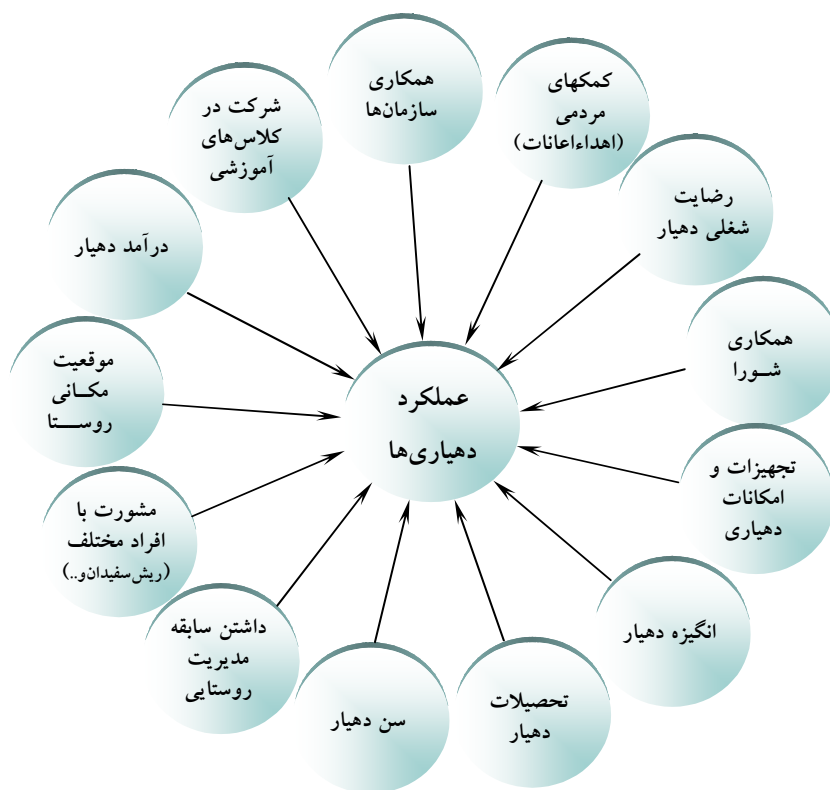 همکاری
سازمان‌ها
کمکهای
مردمی
(اهداءاعانات)
رضایت
شغلی دهیار
همکاری
شــورا
تجهیزات و
امکانات
دهیاری
انگیزه دهیار
تحصیلات
دهیار
سن دهیار
داشتن سابقه
مدیریت
روستایی
مشورت با
افراد مختلف
(ریش‌سفیدان‌و..)
موقعیت
مکــانی
روســـتا
درآمد دهیار
شرکت در
کلاس‌های
آموزشی
عملکرد
دهیاری‌ها